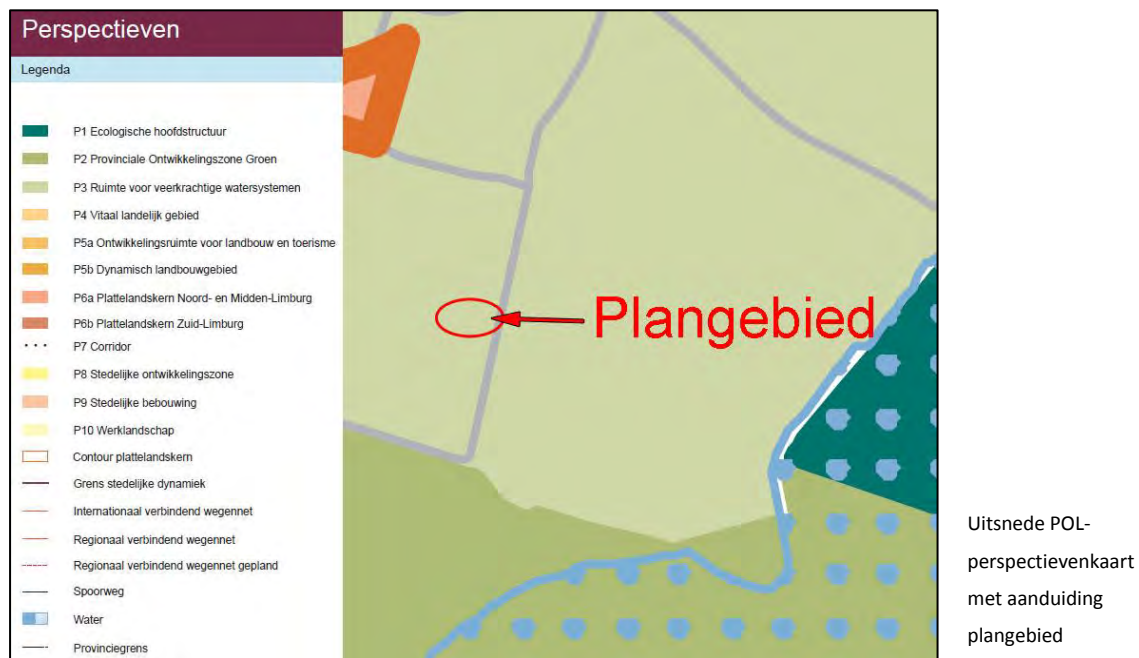 Perspectieven
Legenda
P1 Ecologische hoofdstructuur
P2 Provinciale Ontwikkelingszone Groen
P3 Ruimte voor veerkrachtige watersystemen
P4 Vitaal landelijk gebied
P5a Ontwikkelingsruimte voor landbouw en toerisme
P5b Dynamisch landbouwgebied
P6a Plattelandskern Noord- en Midden-Limburg
P6b Plattelandskern Zuid-Limburg
P7 Corridor
P8 Stedelijke ontwikkelingszone
P9 Stedelijke bebouwing
P10 Werklandschap
Contour plattelandskern
Grens stedelijke dynamiek
Internationaal verbindend wegennet
Regionaal verbindend wegennet
Regionaal verbindend wegennet gepland
Spoorweg
Water
Provinciegrens
Plangebied
Uitsnede POL-
perspectievenkaart
met aanduiding
plangebied